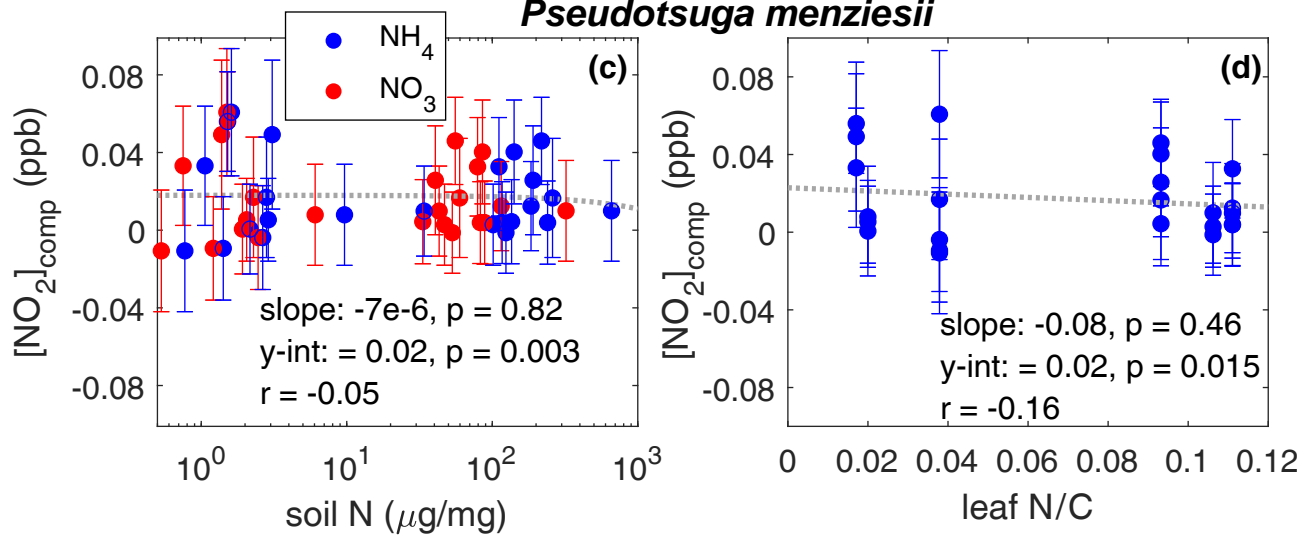 Pseudotsuga menziesii
NH4
NO3
(c)
[NO2]comp (ppb)
0.08
0.04
0
-0.04
-0.08
slope: -7e-6, p = 0.82
y-int: = 0.02, p = 0.003
r = -0.05
10^0 10^1 10^2 10^3
soil N (μg/mg)
(d)
[NO2]comp (ppb)
0.08
0.04
0
-0.04
-0.08
slope: -0.08, p = 0.46
y-int: = 0.02, p = 0.015
r = -0.16
0 0.02 0.04 0.06 0.08 0.1 0.12
leaf N/C